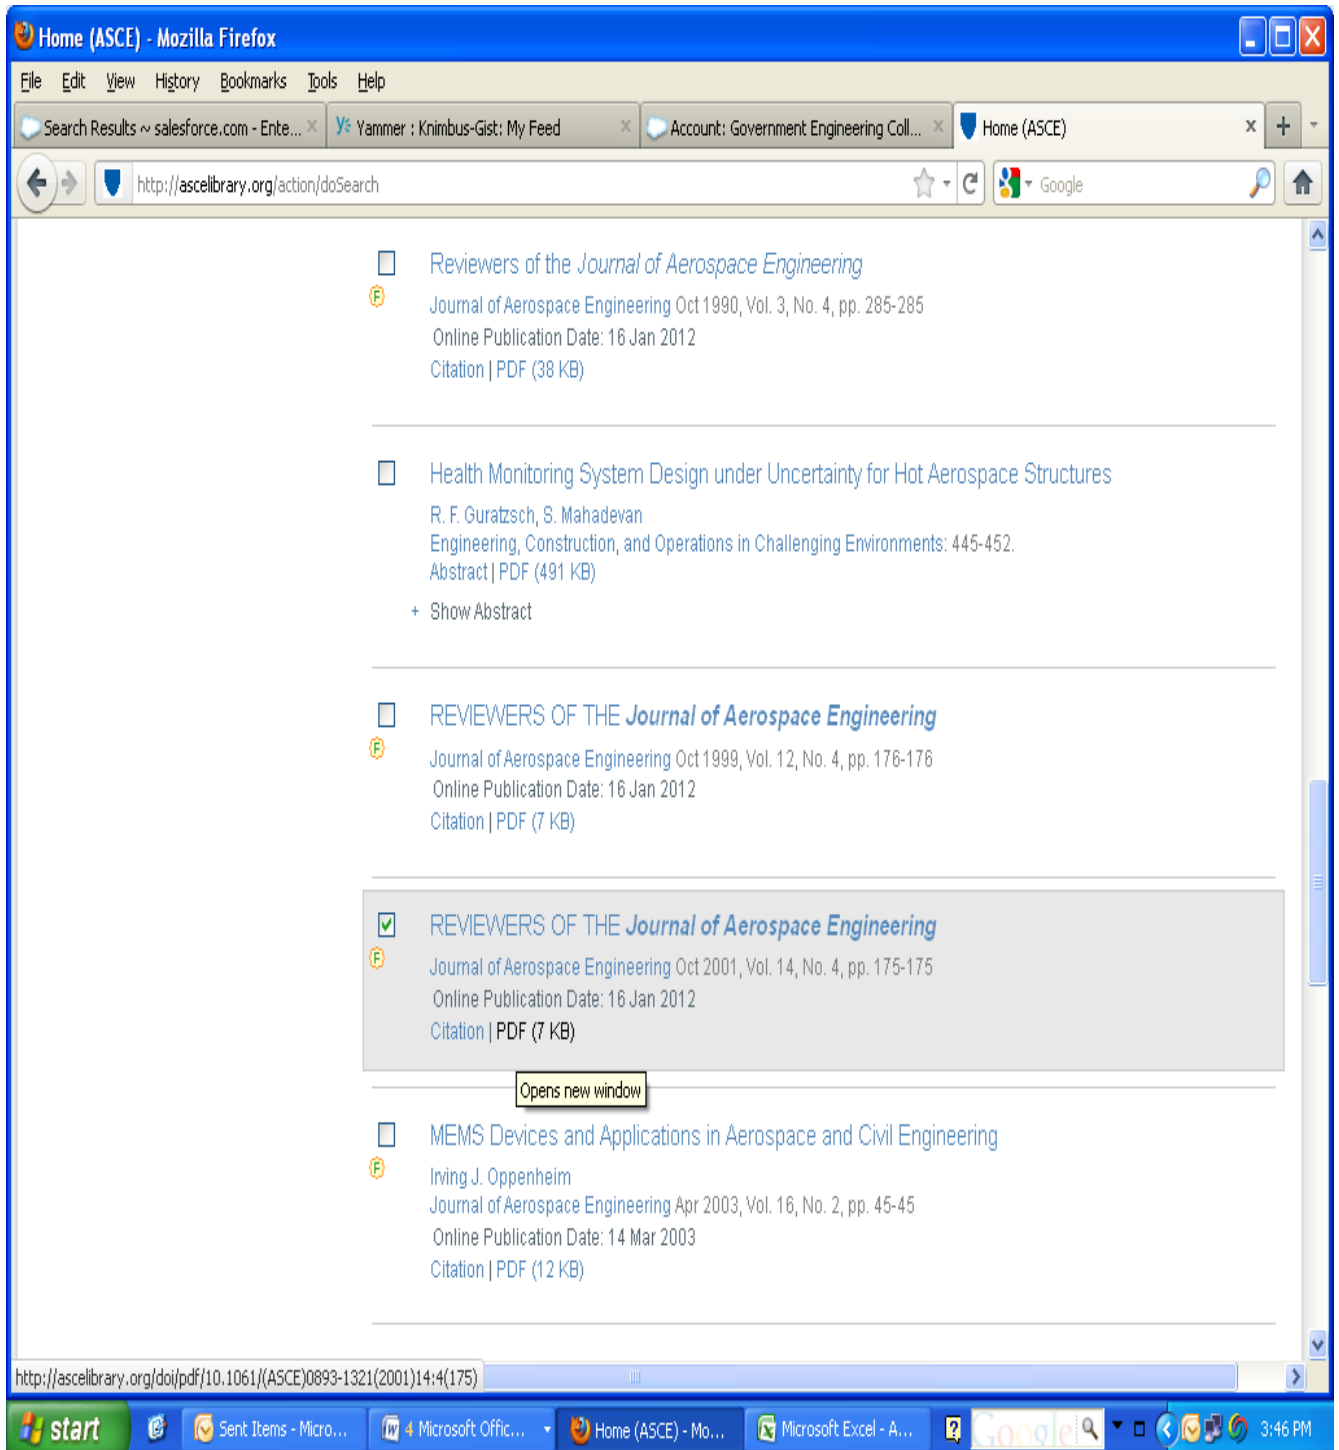 Home (ASCE) - Mozilla Firefox
File Edit View History Bookmarks Tools Help
Search Results ~ salesforce.com - Ente... Yammer : Knimbus-Gist: My Feed Account: Government Engineering Coll... Home (ASCE)
http://ascelibrary.org/action/doSearch Google
Reviewers of the Journal of Aerospace Engineering
F
Journal of Aerospace Engineering Oct 1990, Vol. 3, No. 4, pp. 285-285
Online Publication Date: 16 Jan 2012
Citation | PDF (38 KB)
Health Monitoring System Design under Uncertainty for Hot Aerospace Structures
R. F. Guratzsch, S. Mahadevan
Engineering, Construction, and Operations in Challenging Environments: 445-452.
Abstract | PDF (491 KB)
+ Show Abstract
REVIEWERS OF THE Journal of Aerospace Engineering
F
Journal of Aerospace Engineering Oct 1999, Vol. 12, No. 4, pp. 176-176
Online Publication Date: 16 Jan 2012
Citation | PDF (7 KB)
REVIEWERS OF THE Journal of Aerospace Engineering
F
Journal of Aerospace Engineering Oct 2001, Vol. 14, No. 4, pp. 175-175
Online Publication Date: 16 Jan 2012
Citation | PDF (7 KB)
Opens new window
MEMS Devices and Applications in Aerospace and Civil Engineering
F
Irving J. Oppenheim
Journal of Aerospace Engineering Apr 2003, Vol. 16, No. 2, pp. 45-45
Online Publication Date: 14 Mar 2003
Citation | PDF (12 KB)
http://ascelibrary.org/doi/pdf/10.1061/(ASCE)0893-1321(2001)14:4(175)
start Sent Items - Micro... 4 Microsoft Offic... Home (ASCE) - Mo... Microsoft Excel - A... Google 3:46 PM